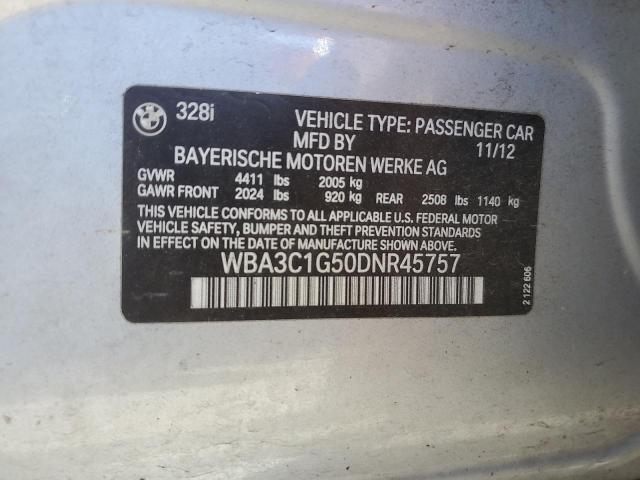 BMW
328i VEHICLE TYPE: PASSENGER CAR
MFD BY 11/12
BAYERISCHE MOTOREN WERKE AG
GVWR 4411 lbs 2005 kg
GAWR FRONT 2024 lbs 920 kg REAR 2508 lbs 1140 kg
THIS VEHICLE CONFORMS TO ALL APPLICABLE U.S. FEDERAL MOTOR
VEHICLE SAFETY, BUMPER AND THEFT PREVENTION STANDARDS
IN EFFECT ON THE DATE OF MANUFACTURE SHOWN ABOVE.
WBA3C1G50DNR45757
2 122 606